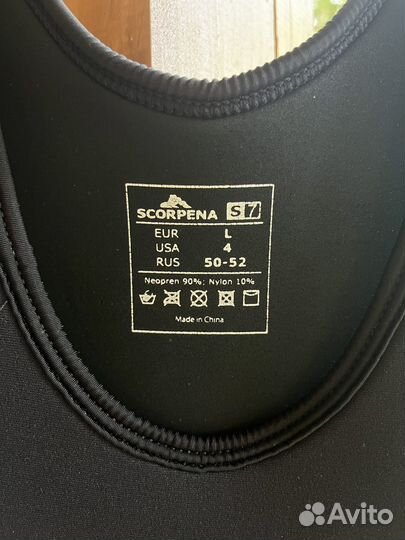 SCORPENA S7
EUR L
USA 4
RUS 50-52
Neopren 90%; Nylon 10%
Made in China
Avito